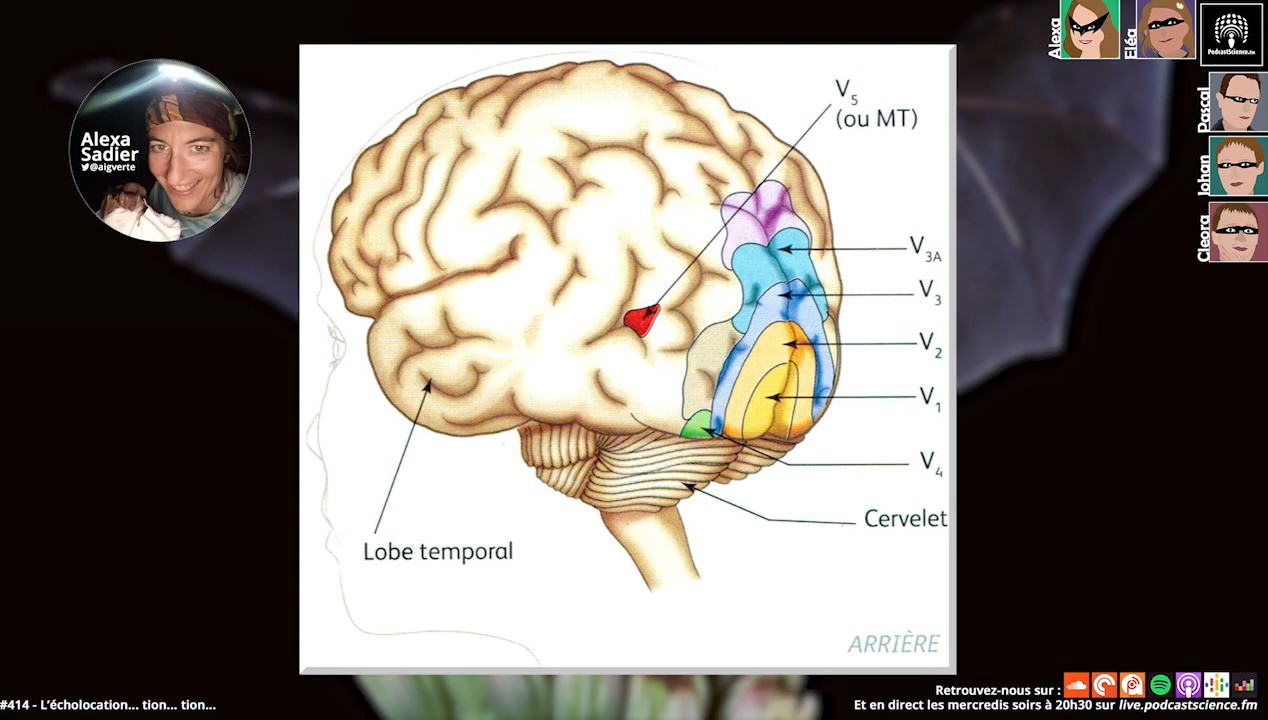 Alexa
Sadier
@aigverte
V5
(ou MT)
V3A
V3
V2
V1
V4
Cervelet
Lobe temporal
ARRIÈRE
Alexa
Eléa
PodcastScience.fm
Pascal
Johan
Cleora
#414 - L'écholocation... tion... tion...
Retrouvez-nous sur :
Et en direct les mercredis soirs à 20h30 sur live.podcastscience.fm